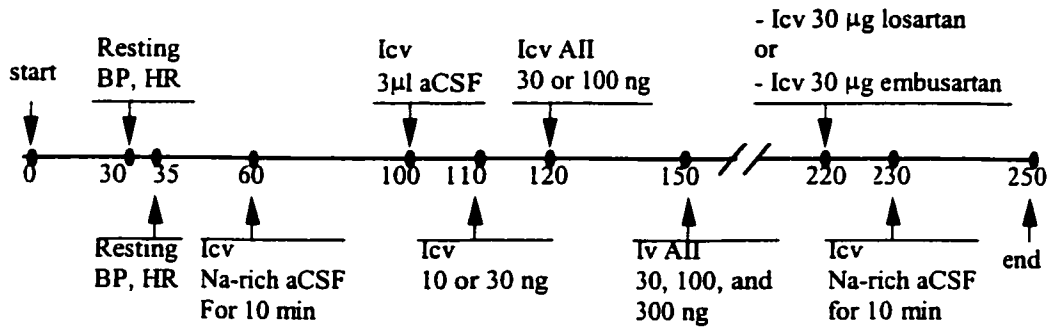 start
Resting
BP, HR
Icv
3µl aCSF
Icv AII
30 or 100 ng
- Icv 30 µg losartan
or
- Icv 30 µg embusartan
0 30 35 60 100 110 120 150 220 230 250
Resting
BP, HR
Icv
Na-rich aCSF
For 10 min
Icv
10 or 30 ng
Iv AII
30, 100, and
300 ng
Icv
Na-rich aCSF
for 10 min
end